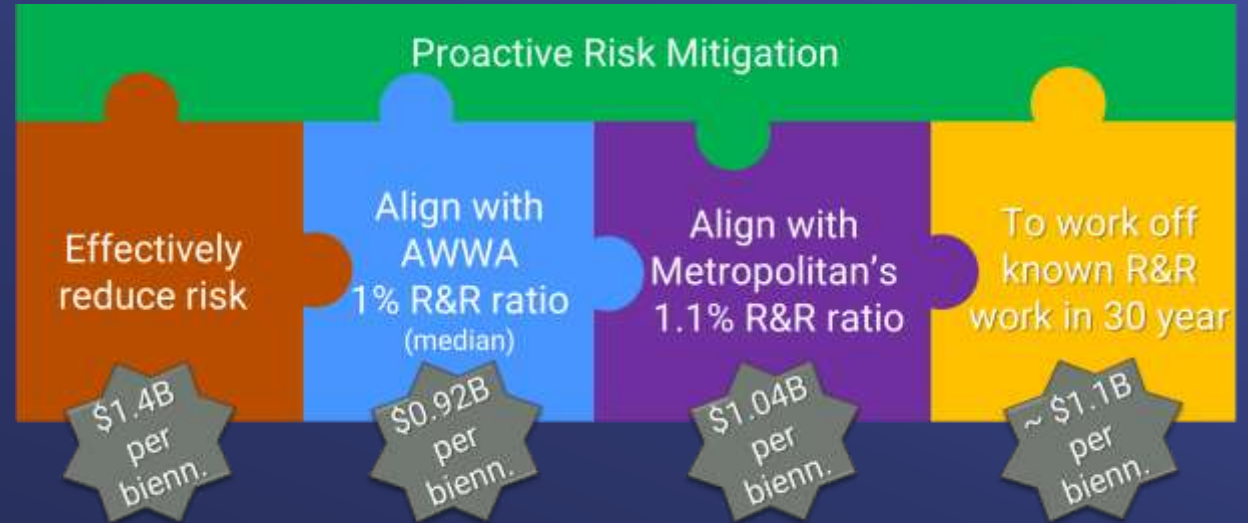 Proactive Risk Mitigation
Effectively
reduce risk
Align with
AWWA
1% R&R ratio
(median)
Align with
Metropolitan's
1.1% R&R ratio
To work off
known R&R
work in 30 year
$1.4B
per
bienn.
$0.92B
per
bienn.
$1.04B
per
bienn.
~ $1.1B
per
bienn.